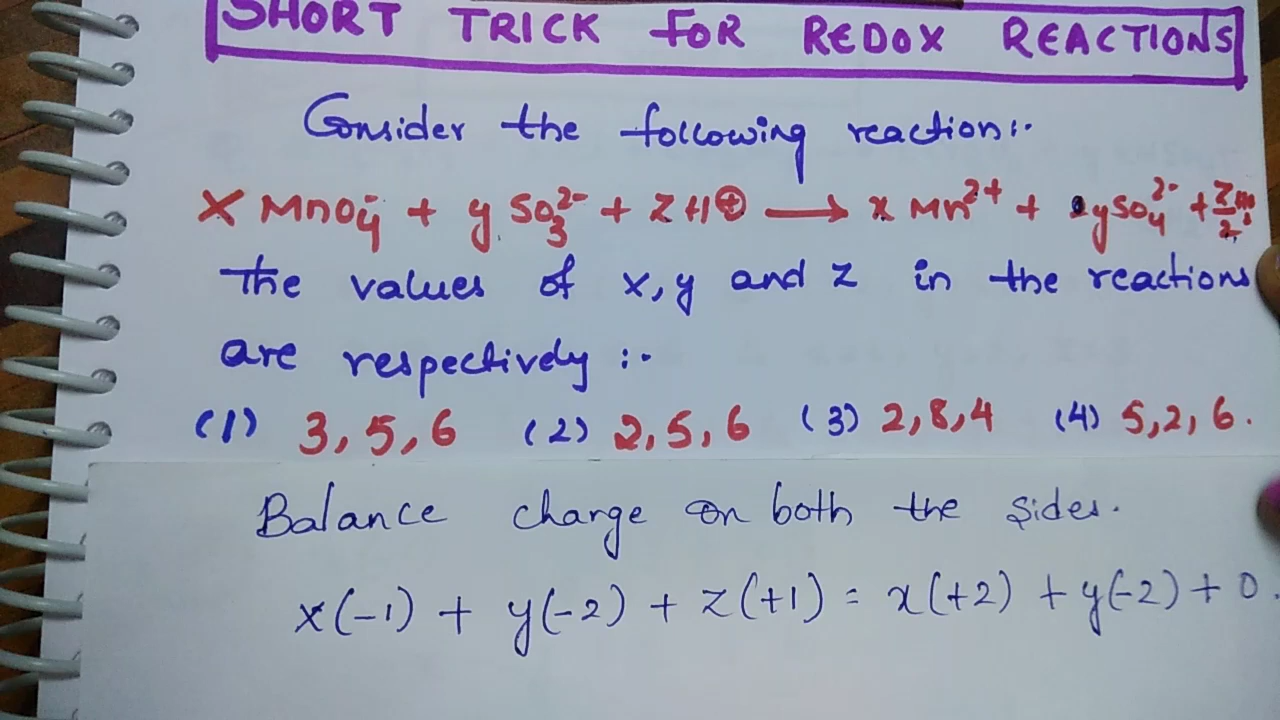 SHORT TRICK FOR REDOX REACTIONS
Consider the following reaction:.
x MnO₄⁻ + y SO₃²⁻ + z H⊕ ⟶ x Mn²⁺ + ySO₄²⁻ + z/2
The values of x, y and z in the reactions
are respectively :.
(1) 3, 5, 6 (2) 2, 5, 6 (3) 2,8,4 (4) 5,2, 6.
Balance charge on both the sides.
x(-1) + y(-2) + z(+1) = x(+2) + y(-2) + 0.